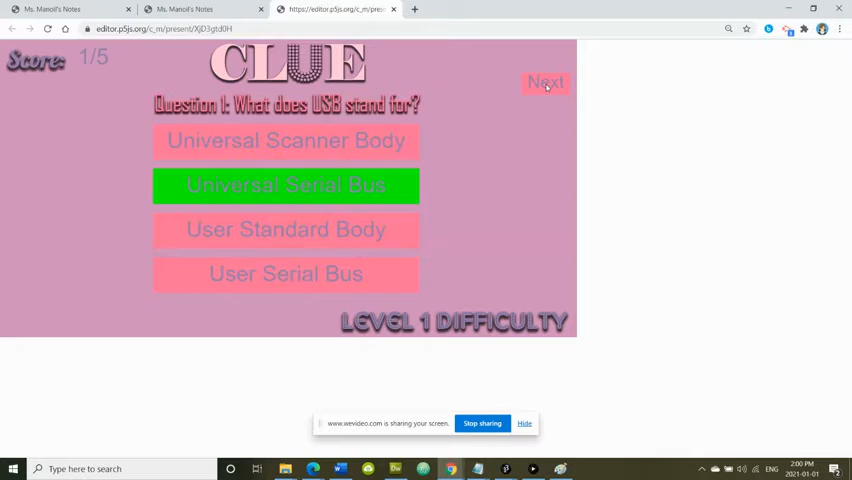 Ms. Manoil's Notes
Ms. Manoil's Notes
https://editor.p5js.org/c_m/prese
editor.p5js.org/c_m/present/XjD3gtd0H
Score: 1/5
CLUE
Next
Question 1: What does USB stand for?
Universal Scanner Body
Universal Serial Bus
User Standard Body
User Serial Bus
LEVEL 1 DIFFICULTY
www.wevideo.com is sharing your screen.
Stop sharing
Hide
Type here to search
ENG
2:00 PM
2021-01-01